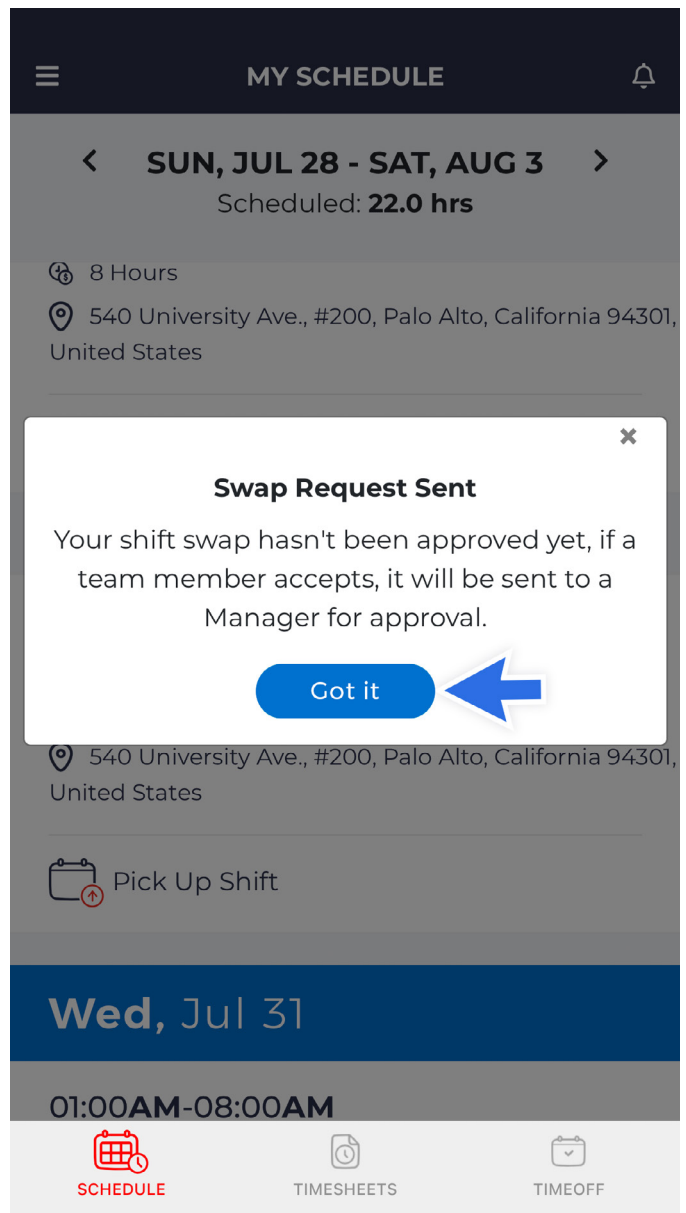 MY SCHEDULE
SUN, JUL 28 - SAT, AUG 3
Scheduled: 22.0 hrs
8 Hours
540 University Ave., #200, Palo Alto, California 94301,
United States
Swap Request Sent
Your shift swap hasn't been approved yet, if a
team member accepts, it will be sent to a
Manager for approval.
Got it
540 University Ave., #200, Palo Alto, California 94301,
United States
Pick Up Shift
Wed, Jul 31
01:00AM-08:00AM
SCHEDULE
TIMESHEETS
TIMEOFF